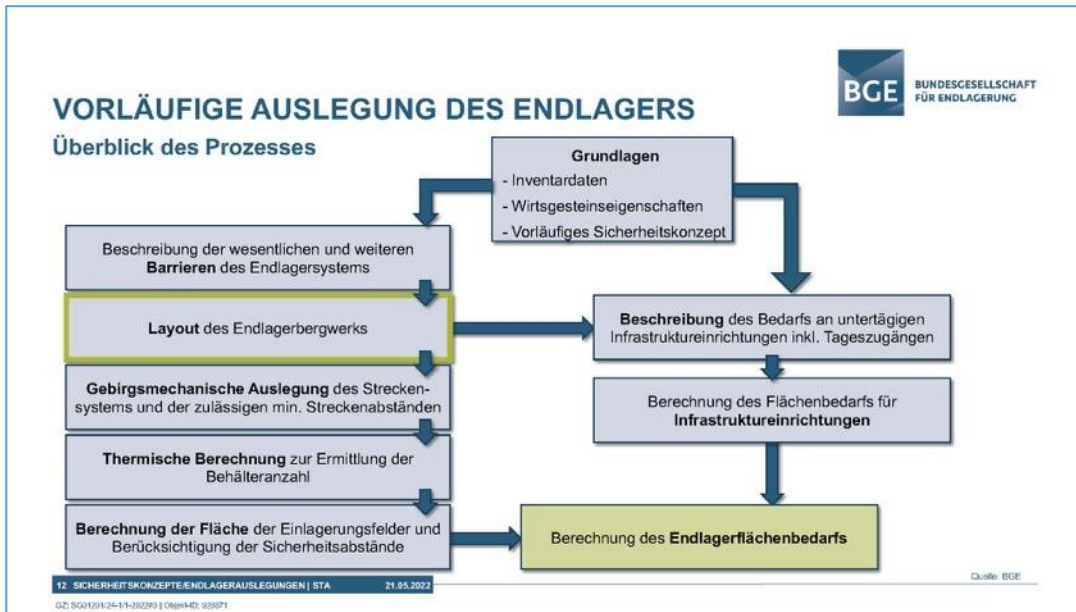 BGE
BUNDESGESELLSCHAFT
FÜR ENDLAGERUNG
VORLÄUFIGE AUSLEGUNG DES ENDLAGERS
Überblick des Prozesses
Grundlagen
- Inventardaten
- Wirtsgesteinseigenschaften
- Vorläufiges Sicherheitskonzept
Beschreibung der wesentlichen und weiteren
Barrieren des Endlagersystems
Layout des Endlagerbergwerks
Gebirgsmechanische Auslegung des Strecken-
systems und der zulässigen min. Streckenabständen
Thermische Berechnung zur Ermittlung der
Behälteranzahl
Berechnung der Fläche der Einlagerungsfelder und
Berücksichtigung der Sicherheitsabstände
Beschreibung des Bedarfs an untertägigen
Infrastruktureinrichtungen inkl. Tageszugängen
Berechnung des Flächenbedarfs für
Infrastruktureinrichtungen
Berechnung des Endlagerflächenbedarfs
12 SICHERHEITSKONZEPTE/ENDLAGERAUSLEGUNGEN | STA 21.05.2022
Quelle: BGE